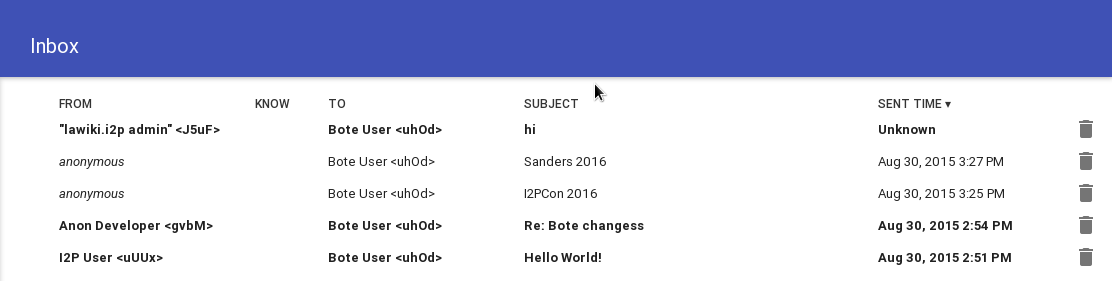 Inbox
FROM KNOW TO SUBJECT SENT TIME ▾
"lawiki.i2p admin" <J5uF> Bote User <uhOd> hi Unknown
anonymous Bote User <uhOd> Sanders 2016 Aug 30, 2015 3:27 PM
anonymous Bote User <uhOd> I2PCon 2016 Aug 30, 2015 3:25 PM
Anon Developer <gvbM> Bote User <uhOd> Re: Bote changess Aug 30, 2015 2:54 PM
I2P User <uUUx> Bote User <uhOd> Hello World! Aug 30, 2015 2:51 PM